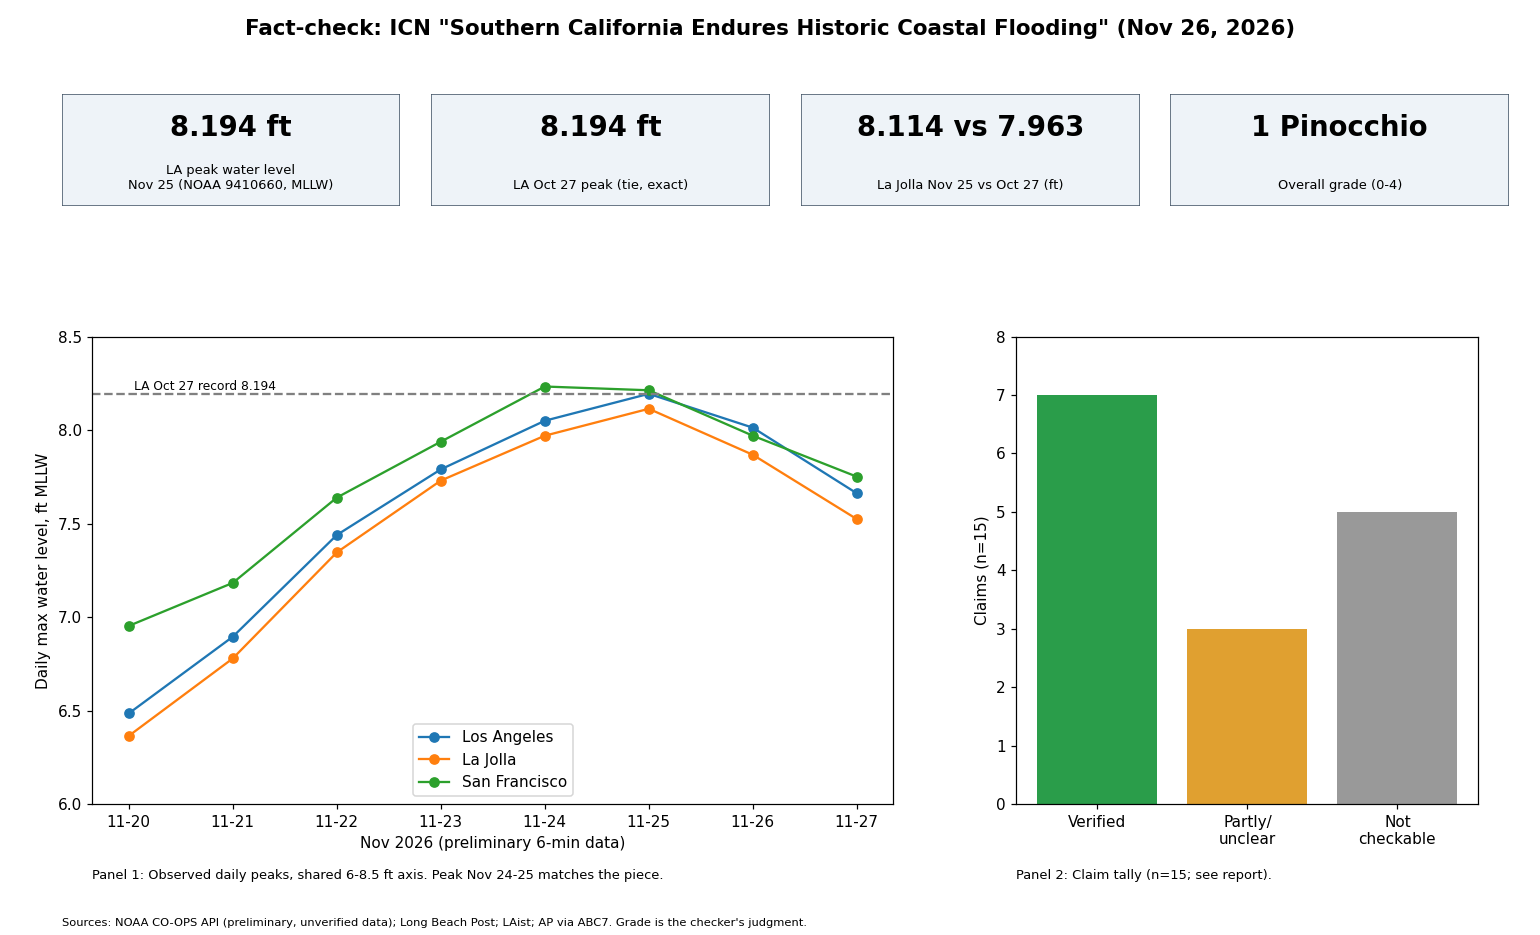 Fact-check: ICN "Southern California Endures Historic Coastal Flooding" (Nov 26, 2026)
8.194 ft
LA peak water level
Nov 25 (NOAA 9410660, MLLW)
8.194 ft
LA Oct 27 peak (tie, exact)
8.114 vs 7.963
La Jolla Nov 25 vs Oct 27 (ft)
1 Pinocchio
Overall grade (0-4)
Daily max water level, ft MLLW
8.5
8.0
7.5
7.0
6.5
6.0
LA Oct 27 record 8.194
Los Angeles
La Jolla
San Francisco
11-20
11-21
11-22
11-23
11-24
11-25
11-26
11-27
Nov 2026 (preliminary 6-min data)
Panel 1: Observed daily peaks, shared 6-8.5 ft axis. Peak Nov 24-25 matches the piece.
Claims (n=15)
8
7
6
5
4
3
2
1
0
Verified
Partly/
unclear
Not
checkable
Panel 2: Claim tally (n=15; see report).
Sources: NOAA CO-OPS API (preliminary, unverified data); Long Beach Post; LAist; AP via ABC7. Grade is the checker's judgment.